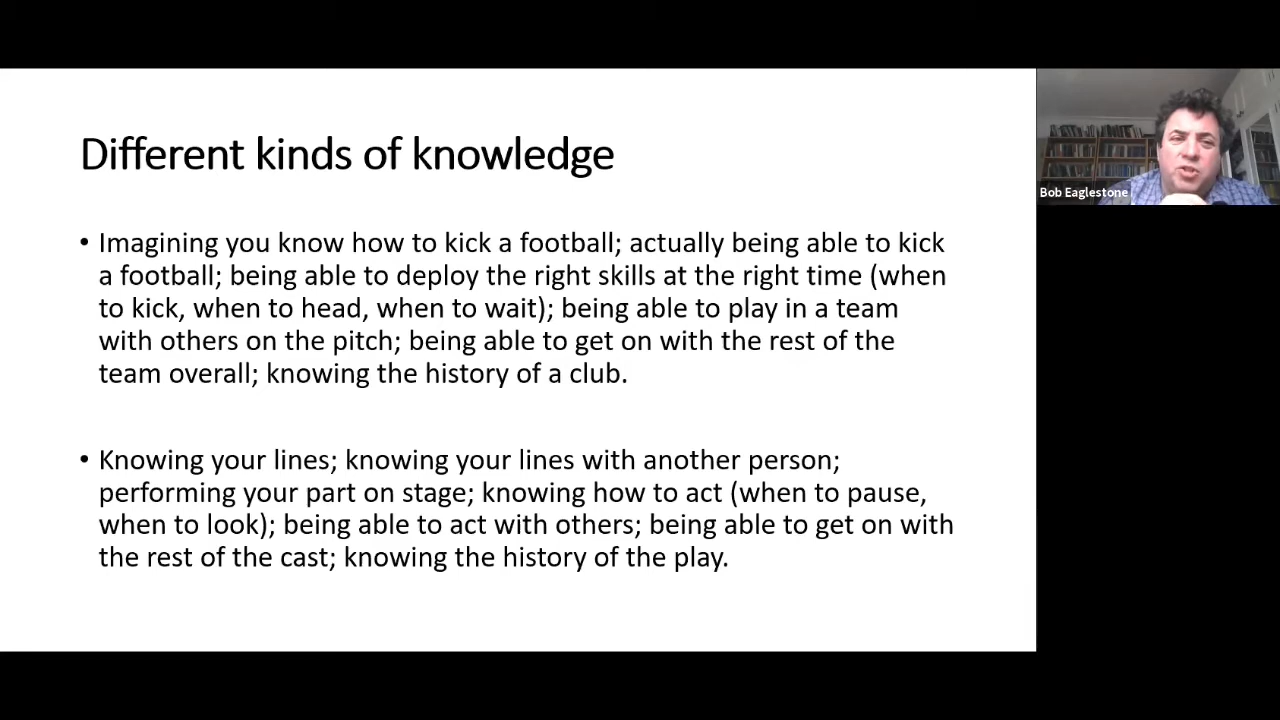 Different kinds of knowledge
• Imagining you know how to kick a football; actually being able to kick
a football; being able to deploy the right skills at the right time (when
to kick, when to head, when to wait); being able to play in a team
with others on the pitch; being able to get on with the rest of the
team overall; knowing the history of a club.
• Knowing your lines; knowing your lines with another person;
performing your part on stage; knowing how to act (when to pause,
when to look); being able to act with others; being able to get on with
the rest of the cast; knowing the history of the play.
Bob Eaglestone